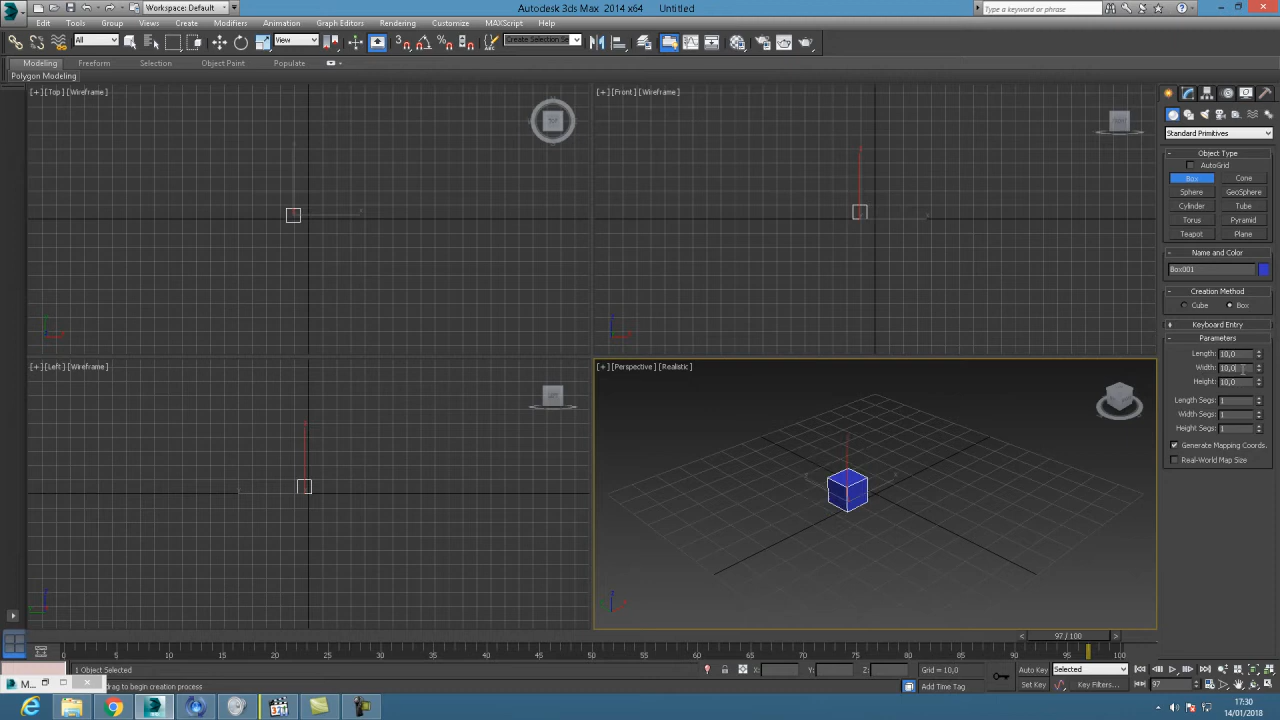 Workspace: Default
Autodesk 3ds Max 2014 x64
Untitled
Type a keyword or phrase
Edit
Tools
Group
Views
Create
Modifiers
Animation
Graph Editors
Rendering
Customize
MAXScript
Help
All
View
Create Selection Se
Modeling
Freeform
Selection
Object Paint
Populate
Polygon Modeling
[+] [Top] [Wireframe]
TOP
[+] [Front] [Wireframe]
Standard Primitives
Object Type
AutoGrid
Box
Cone
Sphere
GeoSphere
Cylinder
Tube
Torus
Pyramid
Teapot
Plane
Name and Color
Box001
Creation Method
Cube
Box
Keyboard Entry
Parameters
Length: 10,0
Width: 10,0
Height: 10,0
Length Segs: 1
Width Segs: 1
Height Segs: 1
Generate Mapping Coords.
Real-World Map Size
[+] [Left] [Wireframe]
[+] [Perspective] [Realistic]
97 / 100
0 5 10 15 20 25 30 35 40 45 50 55 60 65 70 75 80 85 90 95 100
1 Object Selected
X:
Y:
Z:
Grid = 10,0
Auto Key
Selected
M...
drag to begin creation process
Add Time Tag
Set Key
Key Filters...
97
321
17:30
14/01/2018